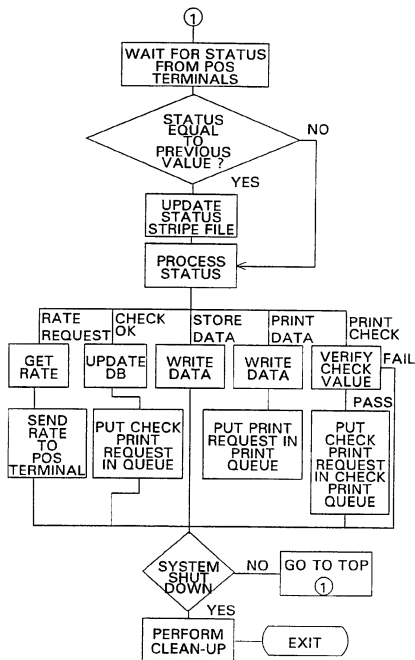 1
WAIT FOR STATUS
FROM POS
TERMINALS
STATUS
EQUAL
TO
PREVIOUS
VALUE ?
NO
YES
UPDATE
STATUS
STRIPE FILE
PROCESS
STATUS
RATE
REQUEST
CHECK
OK
STORE
DATA
PRINT
DATA
PRINT
CHECK
GET
RATE
UPDATE
DB
WRITE
DATA
WRITE
DATA
VERIFY
CHECK
VALUE
FAIL
PASS
SEND
RATE
TO
POS
TERMINAL
PUT CHECK
PRINT
REQUEST
IN QUEUE
PUT PRINT
REQUEST IN
PRINT
QUEUE
PUT
CHECK
PRINT
REQUEST
IN CHECK
PRINT
QUEUE
SYSTEM
SHUT
DOWN
NO
GO TO TOP
1
YES
PERFORM
CLEAN-UP
EXIT